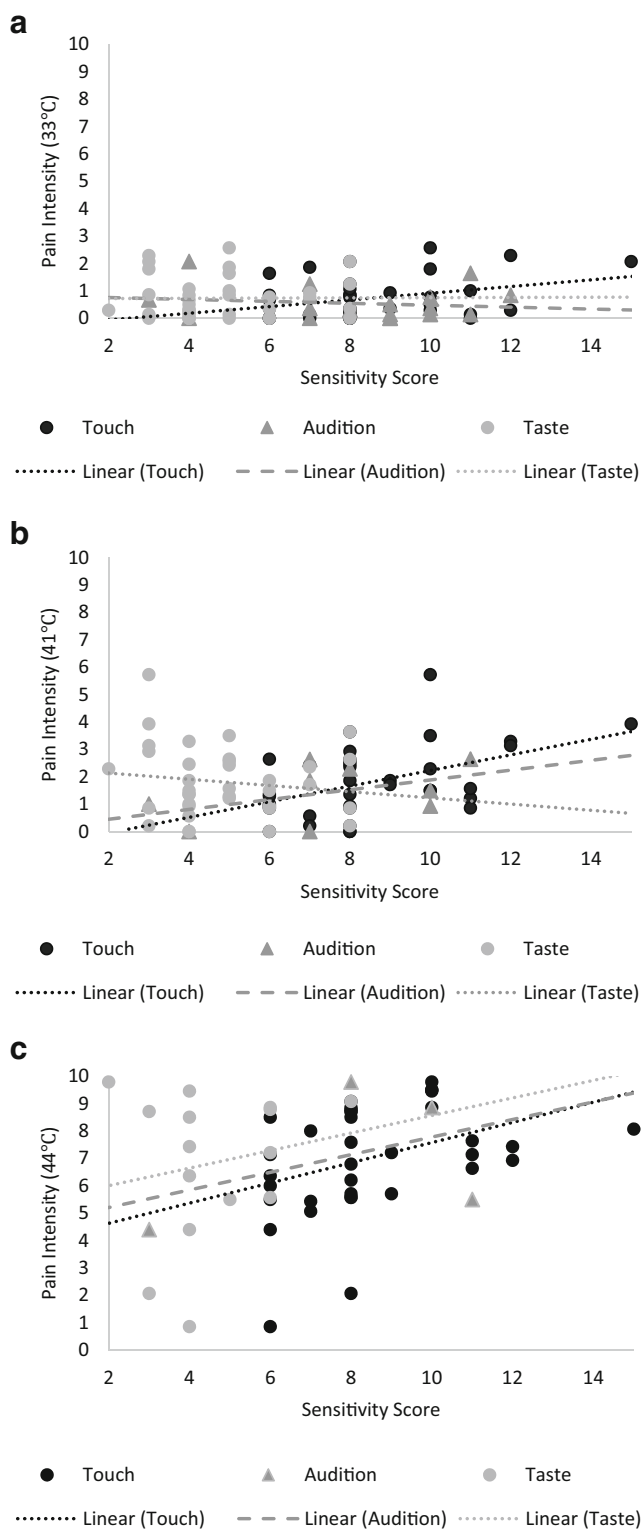 a
10
9
8
7
6
5
4
3
2
1
0
Pain Intensity (33°C)
2 4 6 8 10 12 14
Sensitivity Score
Touch Audition Taste
Linear (Touch) Linear (Audition) Linear (Taste)
b
10
9
8
7
6
5
4
3
2
1
0
Pain Intensity (41°C)
2 4 6 8 10 12 14
Sensitivity Score
Touch Audition Taste
Linear (Touch) Linear (Audition) Linear (Taste)
c
10
9
8
7
6
5
4
3
2
1
0
Pain Intensity (44°C)
2 4 6 8 10 12 14
Sensitivity Score
Touch Audition Taste
Linear (Touch) Linear (Audition) Linear (Taste)